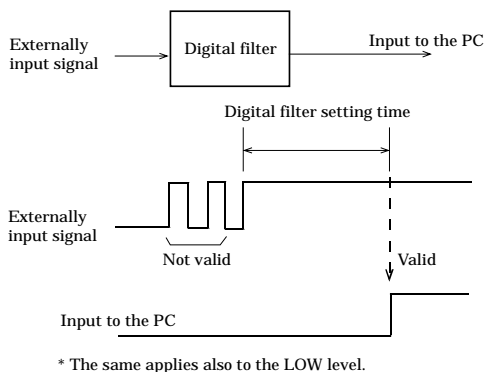 Externally
input signal
Digital filter
Input to the PC
Digital filter setting time
Externally
input signal
Not valid
Valid
Input to the PC
* The same applies also to the LOW level.